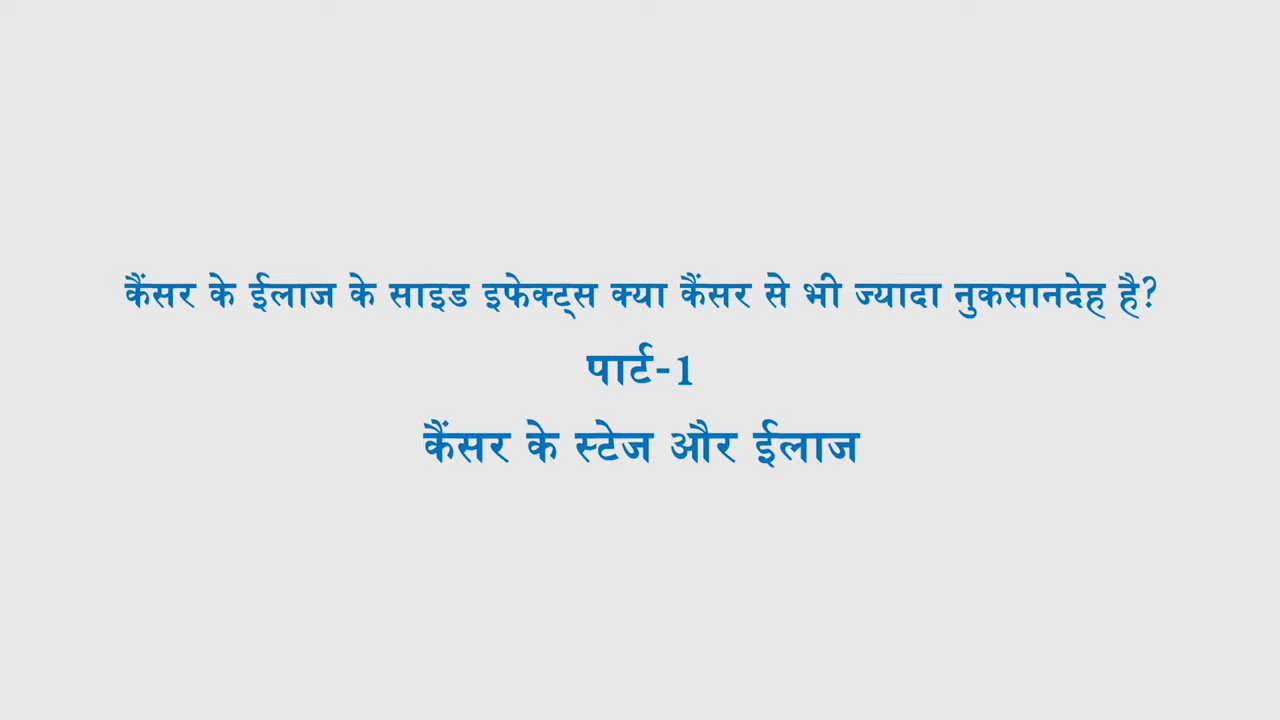 कैंसर के ईलाज के साइड इफेक्ट्स क्या कैंसर से भी ज्यादा नुकसानदेह है?
पार्ट-1
कैंसर के स्टेज और ईलाज